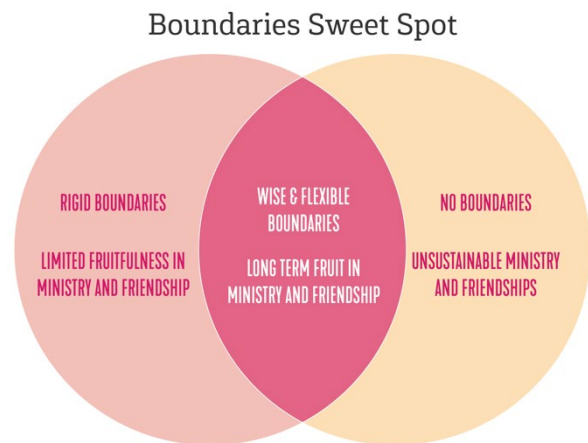 Boundaries Sweet Spot
RIGID BOUNDARIES
LIMITED FRUITFULNESS IN
MINISTRY AND FRIENDSHIP
WISE & FLEXIBLE
BOUNDARIES
LONG TERM FRUIT IN
MINISTRY AND FRIENDSHIP
NO BOUNDARIES
UNSUSTAINABLE MINISTRY
AND FRIENDSHIPS